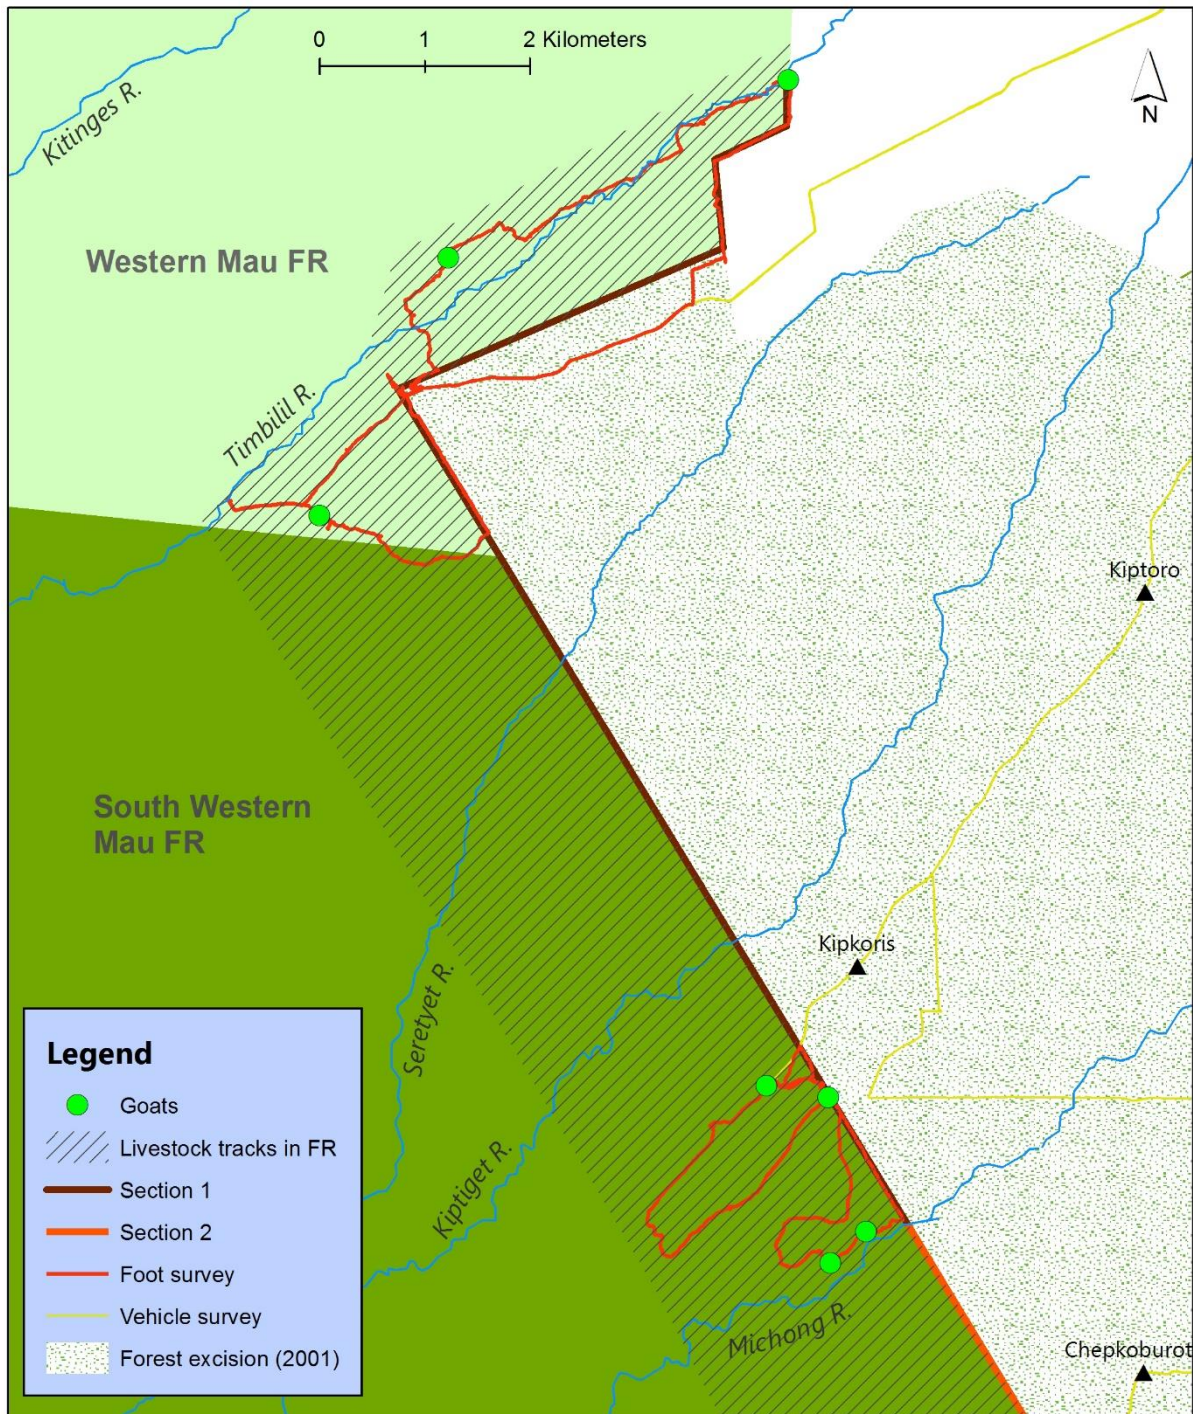 0 1 2 Kilometers
Kitinges R.
N
Western Mau FR
Timbilil R.
Kiptoro
South Western
Mau FR
Kipkoris
Seretyet R.
Kiptiget R.
Michong R.
Chepkoburot
Legend
Goats
Livestock tracks in FR
Section 1
Section 2
Foot survey
Vehicle survey
Forest excision (2001)